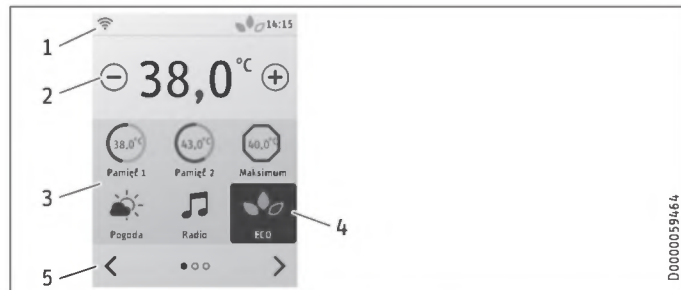 1
14:15
2
38,0 °C
38,0°C 43,0°C 40,0°C
Pamięć 1 Pamięć 2 Maksimum
3
4
Pogoda Radio ECO
5
D0000059464